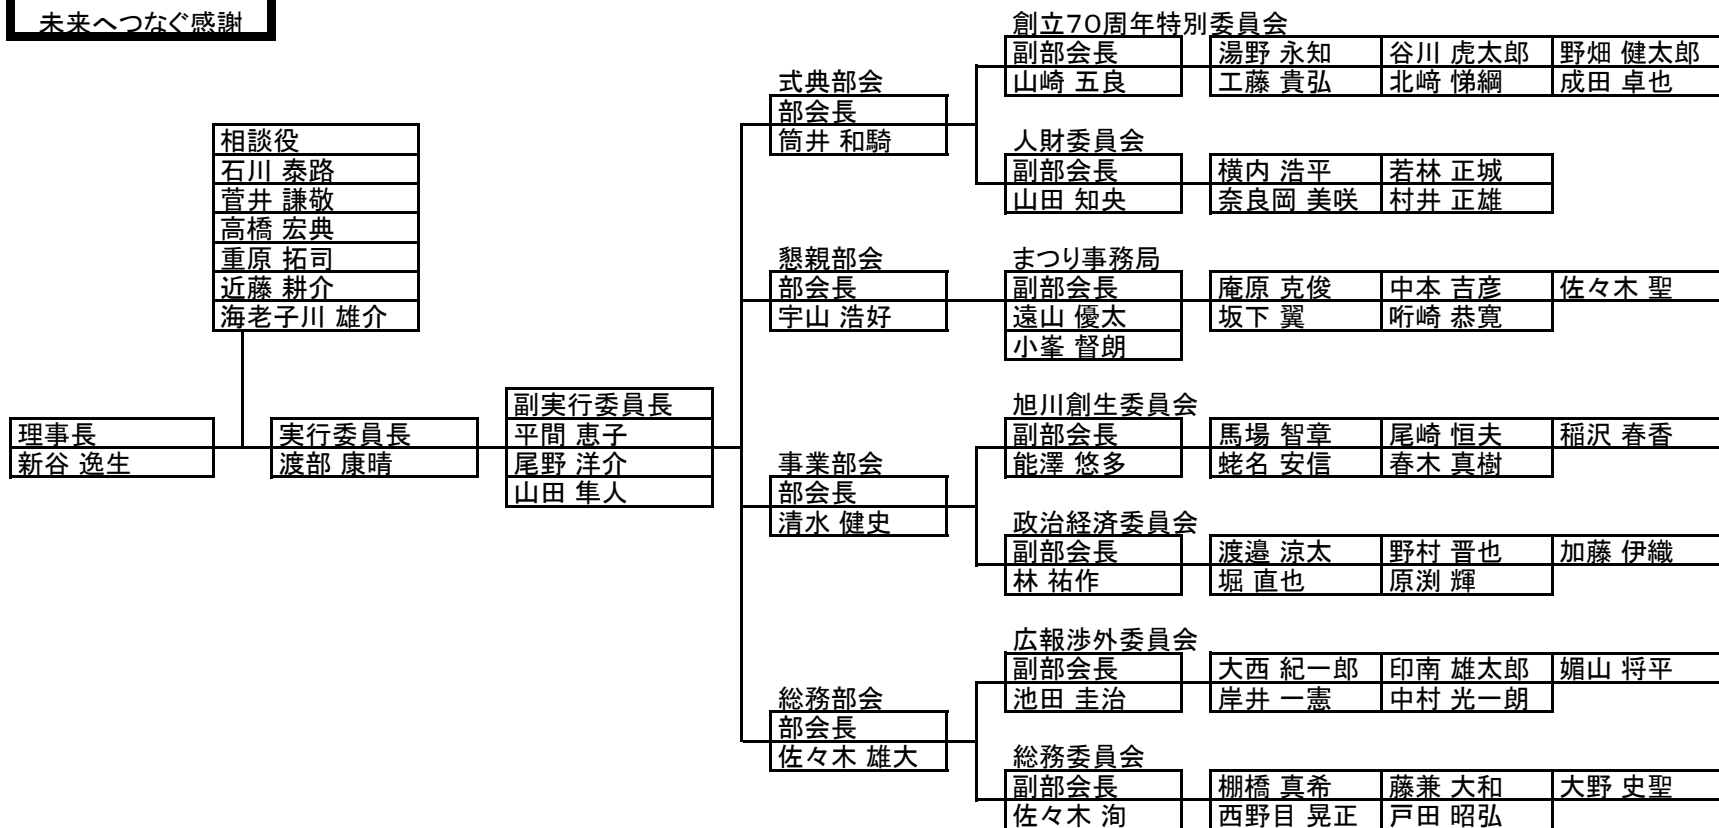 未来へつなぐ感謝
相談役
石川 泰路
菅井 謙敬
高橋 宏典
重原 拓司
近藤 耕介
海老子川 雄介
理事長
新谷 逸生
実行委員長
渡部 康晴
副実行委員長
平間 恵子
尾野 洋介
山田 隼人
式典部会
部会長
筒井 和騎
創立70周年特別委員会
副部会長 湯野 永知 谷川 虎太郎 野畑 健太郎
山崎 五良 工藤 貴弘 北﨑 悌綱 成田 卓也
人財委員会
副部会長 横内 浩平 若林 正城
山田 知央 奈良岡 美咲 村井 正雄
懇親部会
部会長
宇山 浩好
まつり事務局
副部会長 庵原 克俊 中本 吉彦 佐々木 聖
遠山 優太 坂下 翼 哘崎 恭寛
小峯 督朗
事業部会
部会長
清水 健史
旭川創生委員会
副部会長 馬場 智章 尾崎 恒夫 稲沢 春香
能澤 悠多 蛯名 安信 春木 真樹
政治経済委員会
副部会長 渡邉 涼太 野村 晋也 加藤 伊織
林 祐作 堀 直也 原渕 輝
総務部会
部会長
佐々木 雄大
広報渉外委員会
副部会長 大西 紀一郎 印南 雄太郎 媚山 将平
池田 圭治 岸井 一憲 中村 光一朗
総務委員会
副部会長 棚橋 真希 藤兼 大和 大野 史聖
佐々木 洵 西野目 晃正 戸田 昭弘